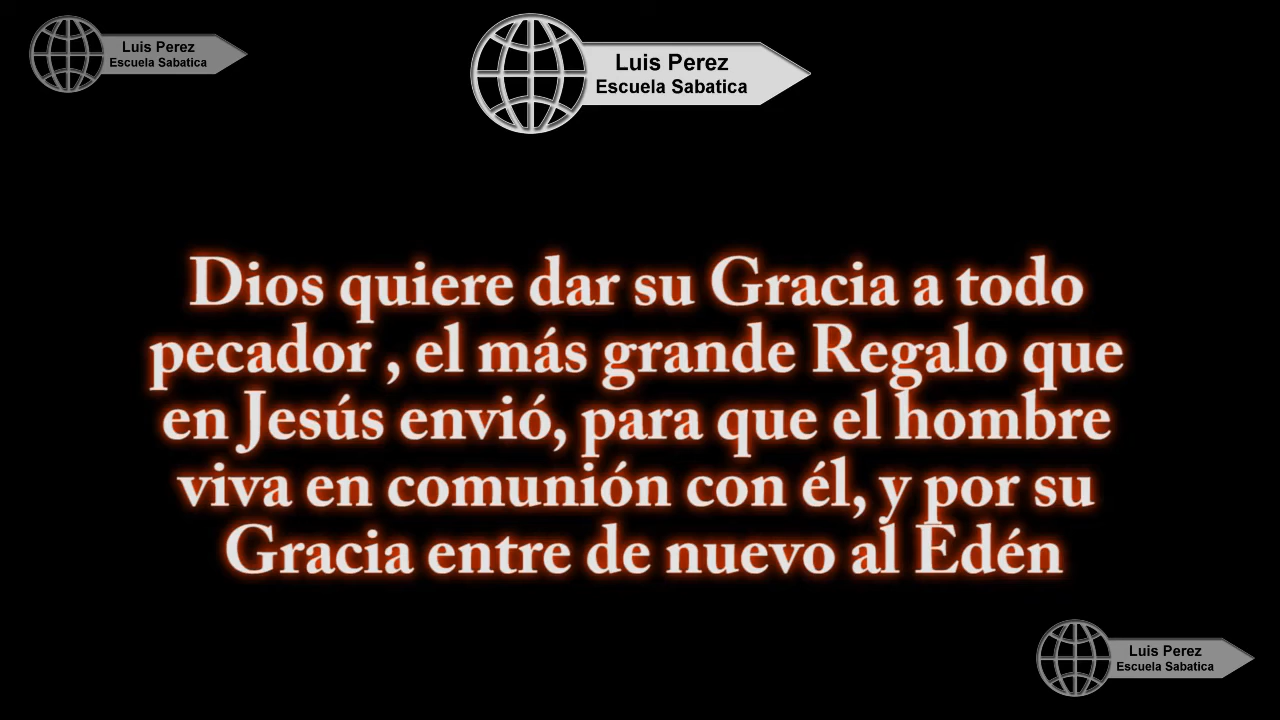 Luis Perez
Escuela Sabatica
Luis Perez
Escuela Sabatica
Dios quiere dar su Gracia a todo
pecador , el más grande Regalo que
en Jesús envió, para que el hombre
viva en comunión con él, y por su
Gracia entre de nuevo al Edén
Luis Perez
Escuela Sabatica